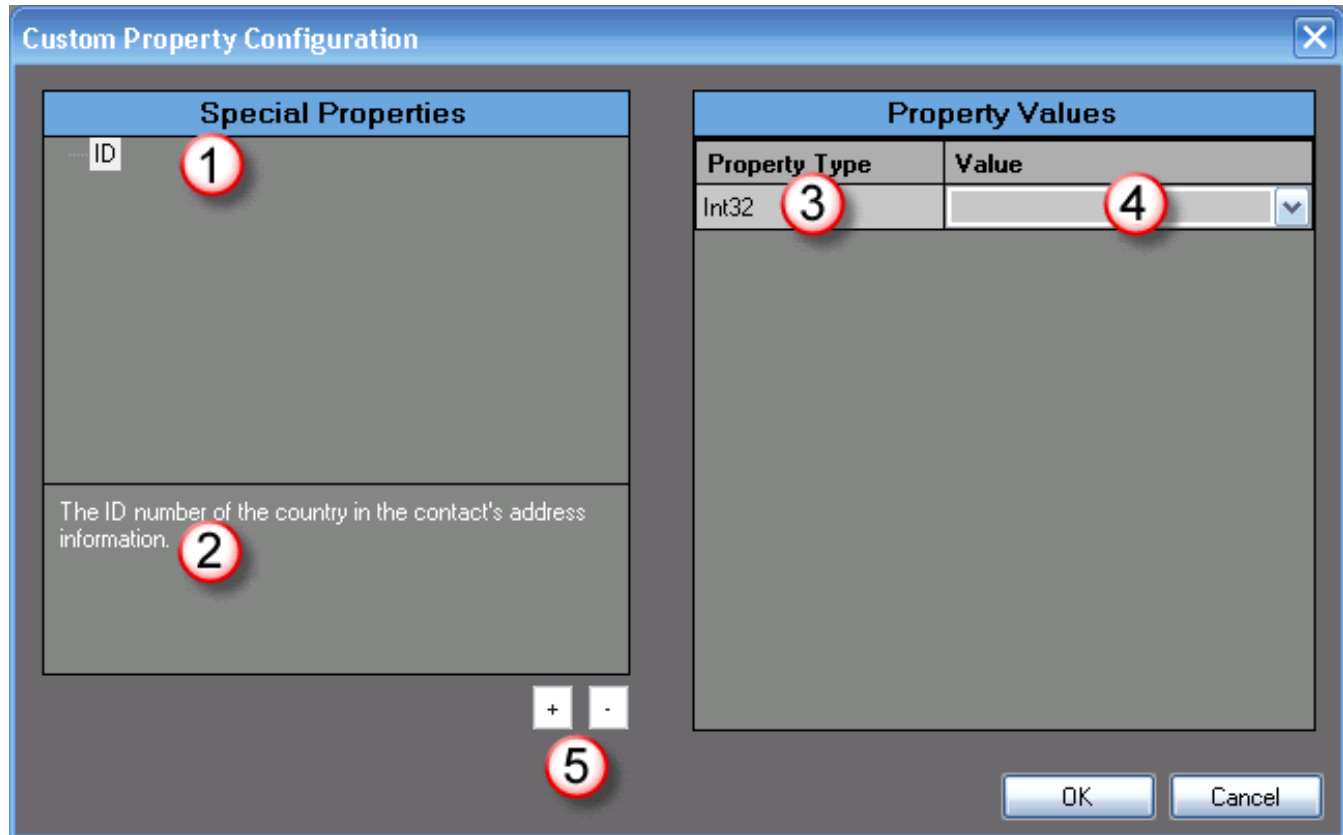 Custom Property Configuration
Special Properties
ID
1
The ID number of the country in the contact's address
information.
2
+ -
5
Property Values
Property Type Value
Int32 3 4
OK Cancel